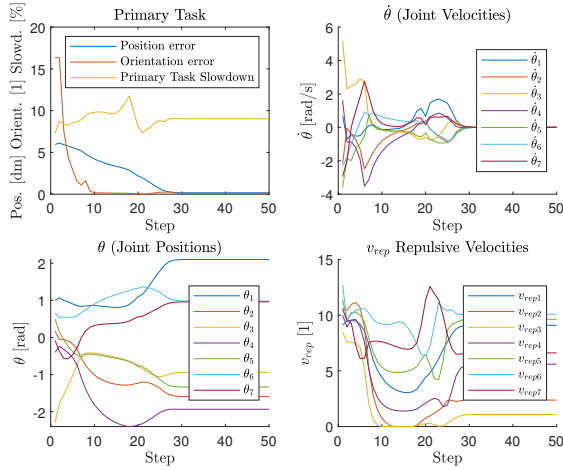 Primary Task
Pos. [dm] Orient. [1] Slowd. [%]
20
15
10
5
0
Position error
Orientation error
Primary Task Slowdown
0 10 20 30 40 50
Step
θ̇ (Joint Velocities)
θ̇ [rad/s]
6
4
2
0
-2
-4
θ̇1
θ̇2
θ̇3
θ̇4
θ̇5
θ̇6
θ̇7
0 10 20 30 40 50
Step
θ (Joint Positions)
θ [rad]
2
1
0
-1
-2
θ1
θ2
θ3
θ4
θ5
θ6
θ7
0 10 20 30 40 50
Step
vrep Repulsive Velocities
vrep [1]
15
10
5
0
vrep1
vrep2
vrep3
vrep4
vrep5
vrep6
vrep7
0 10 20 30 40 50
Step